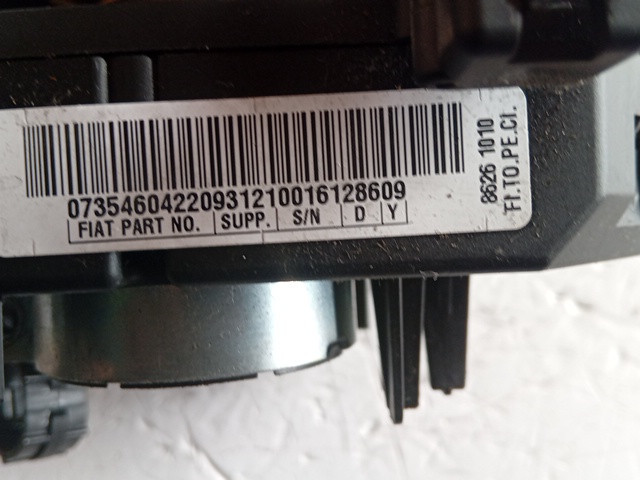 07354604220931210016128609
FIAT PART NO. SUPP. S/N D Y
8626 1010
FI.TO.PE.CI.